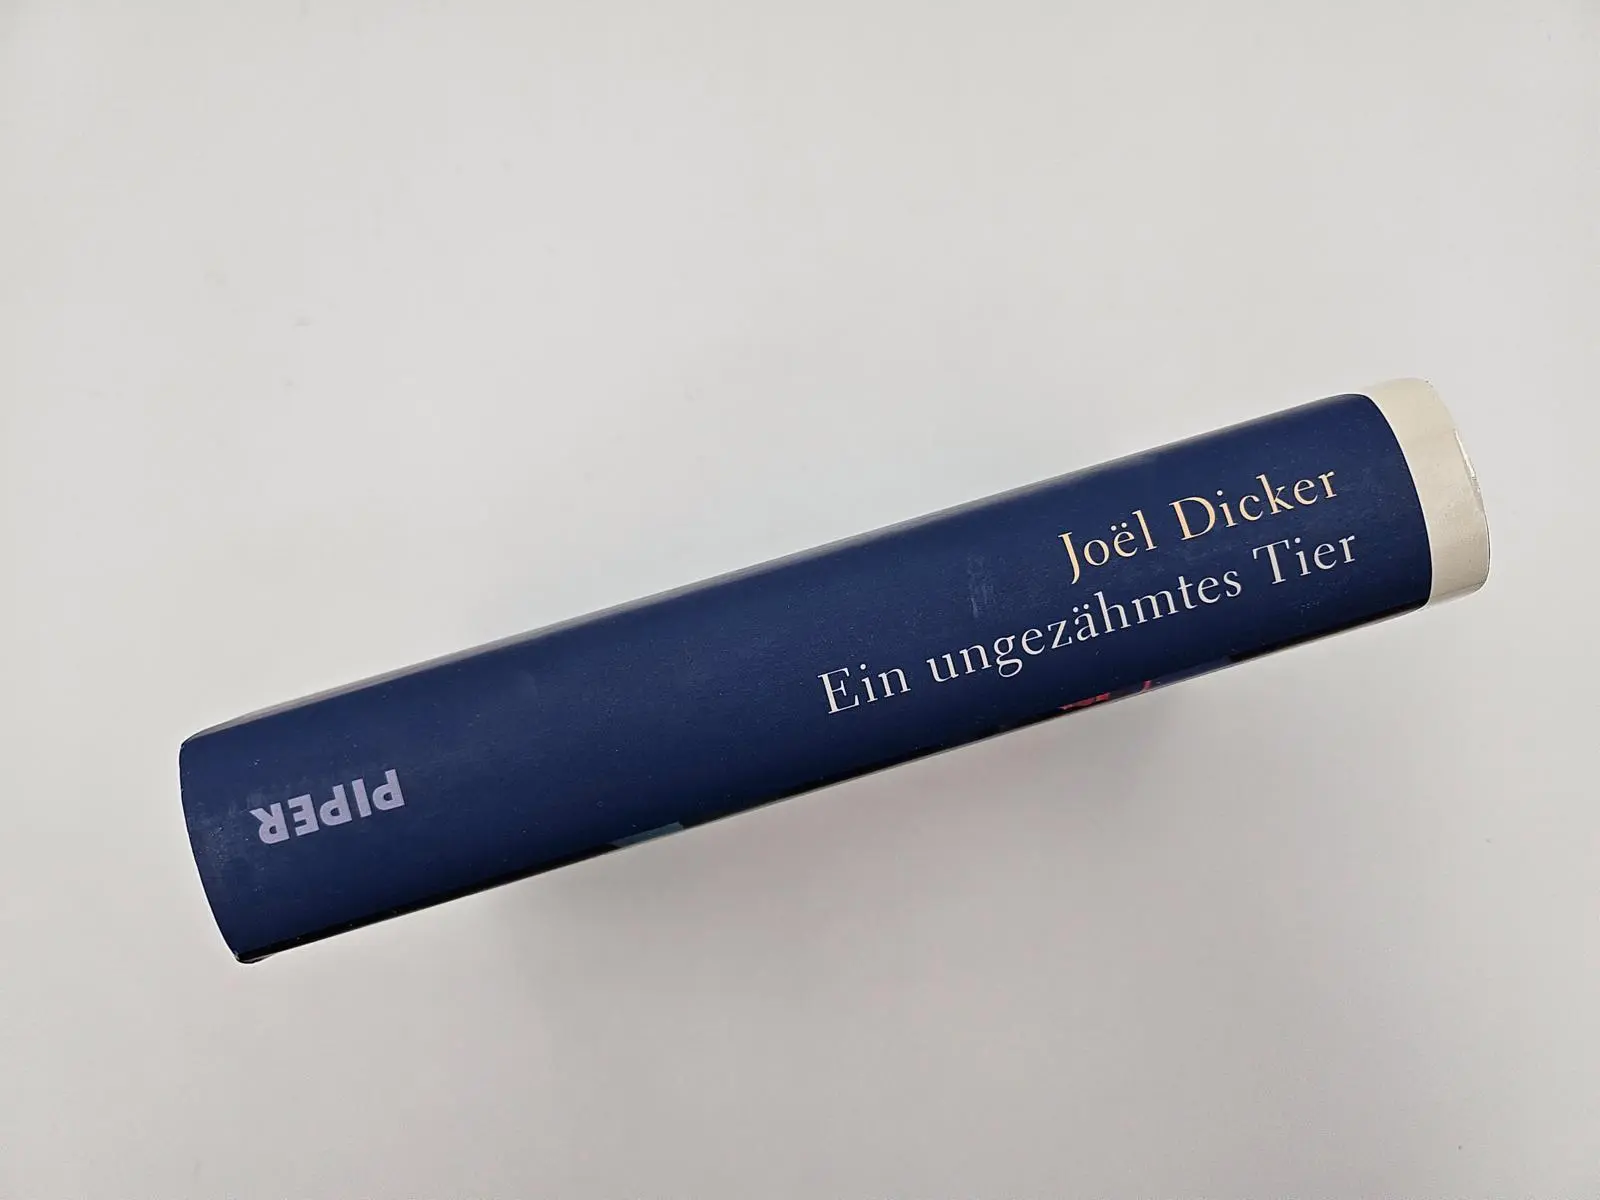 Joël Dicker
Ein ungezähmtes Tier
PIPER